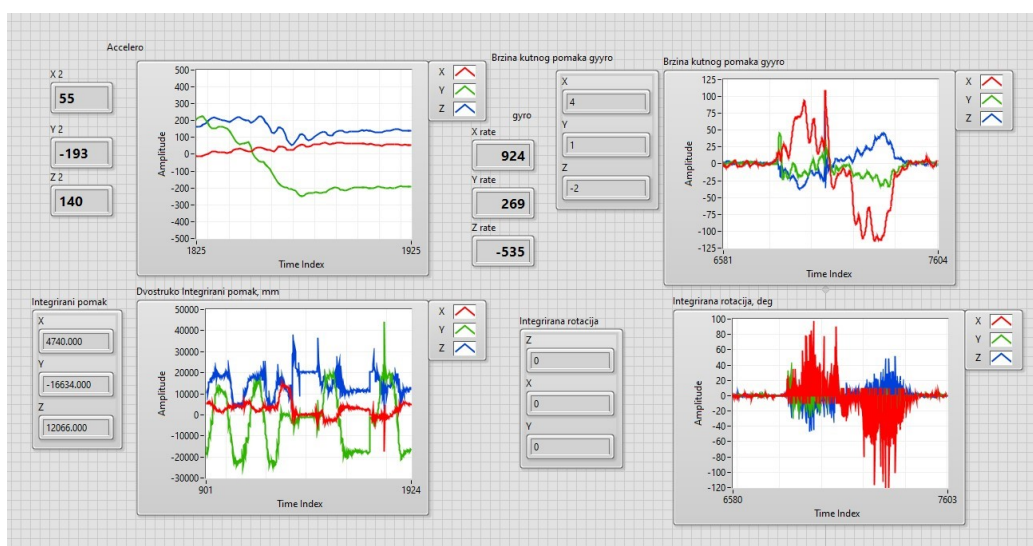 Accelero
X 2
55
Y 2
-193
Z 2
140
500
400
300
200
100
0
-100
-200
-300
-400
-500
Amplitude
1825
1925
Time Index
X
Y
Z
Brzina kutnog pomaka gyyro
X
4
Y
1
Z
-2
gyro
X rate
924
Y rate
269
Z rate
-535
Brzina kutnog pomaka gyyro
125
100
75
50
25
0
-25
-50
-75
-100
-125
Amplitude
6581
7604
Time Index
X
Y
Z
Integrirani pomak
X
4740.000
Y
-16634.000
Z
12066.000
Dvostruko Integrirani pomak, mm
50000
40000
30000
20000
10000
0
-10000
-20000
-30000
Amplitude
901
1924
Time Index
X
Y
Z
Integrirana rotacija
Z
0
X
0
Y
0
Integrirana rotacija, deg
100
80
60
40
20
0
-20
-40
-60
-80
-100
-120
Amplitude
6580
7603
Time Index
X
Y
Z